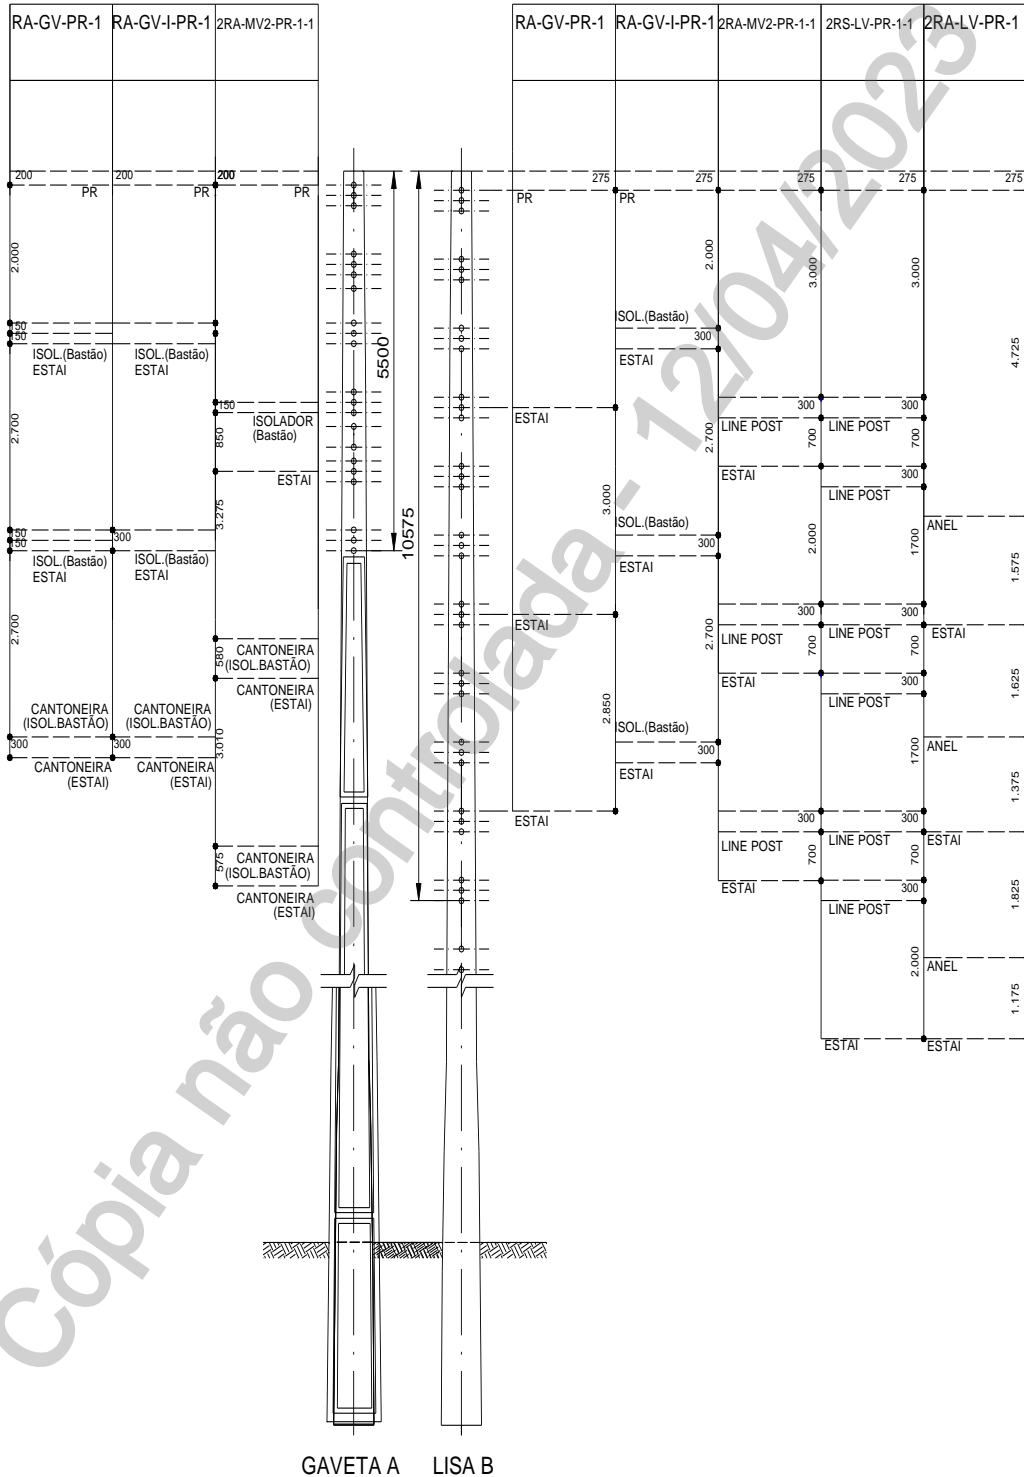 RA-GV-PR-1 RA-GV-I-PR-1 2RA-MV2-PR-1-1 RA-GV-PR-1 RA-GV-I-PR-1 2RA-MV2-PR-1-1 2RS-LV-PR-1-1 2RA-LV-PR-1
200 200 200 275 275 275 275
PR PR PR PR PR
2.000 2.000 3.000 3.000
ISOL.(Bastão)
150 300
150
ISOL.(Bastão) ISOL.(Bastão) ESTAI 4.725
ESTAI ESTAI 5500
150 300 300
ISOLADOR ESTAI LINE POST LINE POST
(Bastão)
2.700 850 2.700 700 700
ESTAI ESTAI 300
LINE POST
3.275 3.000
150 300 10575 ISOL.(Bastão) 2.000 1700 ANEL
150 300
ISOL.(Bastão) ISOL.(Bastão) ESTAI 1.575
ESTAI ESTAI
300 300
2.700 ESTAI 2.700 LINE POST LINE POST ESTAI
580 CANTONEIRA 700 700
(ISOL.BASTÃO)
ESTAI 300
CANTONEIRA LINE POST 1.625
(ESTAI)
CANTONEIRA CANTONEIRA 2.850
(ISOL.BASTÃO) (ISOL.BASTÃO) ISOL.(Bastão)
300 300 3.010 300 1700 ANEL
CANTONEIRA CANTONEIRA ESTAI
(ESTAI) (ESTAI) 1.375
ESTAI 300 300
LINE POST LINE POST ESTAI
575 CANTONEIRA 700 700
(ISOL.BASTÃO)
ESTAI 300
CANTONEIRA LINE POST 1.825
(ESTAI)
2.000 ANEL
1.175
ESTAI ESTAI
GAVETA A LISA B
Cópia não controlada - 12/04/2023